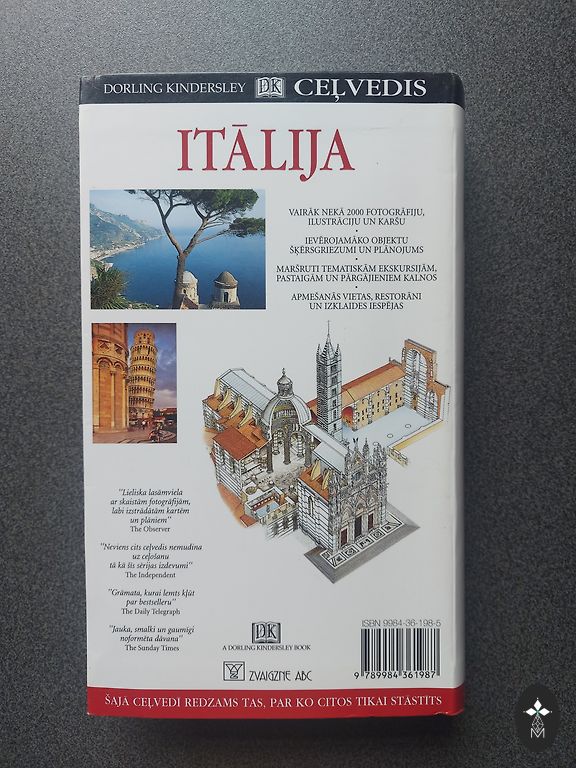 DORLING KINDERSLEY DK CEĻVEDIS
ITĀLIJA
VAIRĀK NEKĀ 2000 FOTOGRĀFIJU,
ILUSTRĀCIJU UN KARŠU
•
IEVĒROJAMĀKO OBJEKTU
ŠĶĒRSGRIEZUMI UN PLĀNOJUMS
•
MARŠRUTI TEMATISKĀM EKSKURSIJĀM,
PASTAIGĀM UN PĀRGĀJIENIEM KALNOS
•
APMEŠANĀS VIETAS, RESTORĀNI
UN IZKLAIDES IESPĒJAS
"Lieliska lasāmviela
ar skaistām fotogrāfijām,
labi izstrādātām kartēm
un plāniem"
The Observer
"Neviens cits ceļvedis nemudina
uz ceļošanu
tā kā šīs sērijas izdevumi"
The Independent
"Grāmata, kurai lemts kļūt
par bestselleru"
The Daily Telegraph
"Jauka, smalki un gaumīgi
noformēta dāvana"
The Sunday Times
DK
A DORLING KINDERSLEY BOOK
ZVAIGZNE ABC
ISBN 9984-36-198-5
9 789984 361987
ŠAJĀ CEĻVEDĪ REDZAMS TAS, PAR KO CITOS TIKAI STĀSTĪTS
M